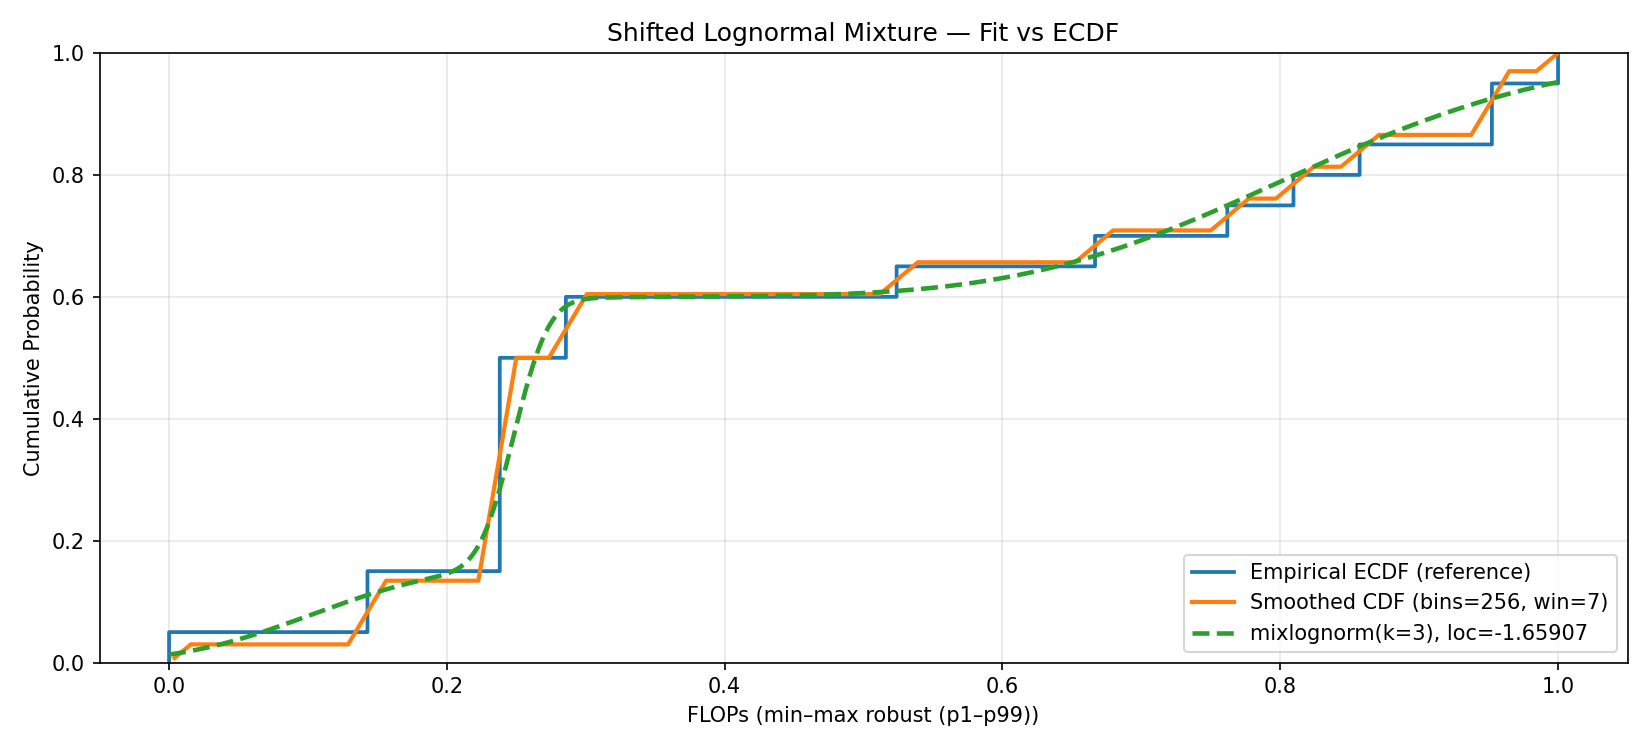 Shifted Lognormal Mixture — Fit vs ECDF
Cumulative Probability
1.0
0.8
0.6
0.4
0.2
0.0
0.0 0.2 0.4 0.6 0.8 1.0
FLOPs (min–max robust (p1–p99))
Empirical ECDF (reference)
Smoothed CDF (bins=256, win=7)
mixlognorm(k=3), loc=-1.65907